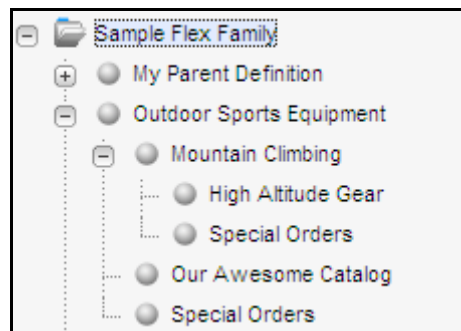 Sample Flex Family
My Parent Definition
Outdoor Sports Equipment
Mountain Climbing
High Altitude Gear
Special Orders
Our Awesome Catalog
Special Orders